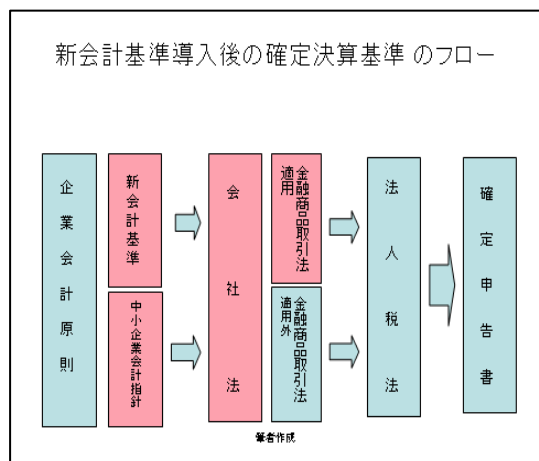 新会計基準導入後の確定決算基準 のフロー
企業会計原則
新会計基準
中小企業会計指針
会社法
金融商品取引法
適用
金融商品取引法
適用外
法人税法
確定申告書
筆者作成